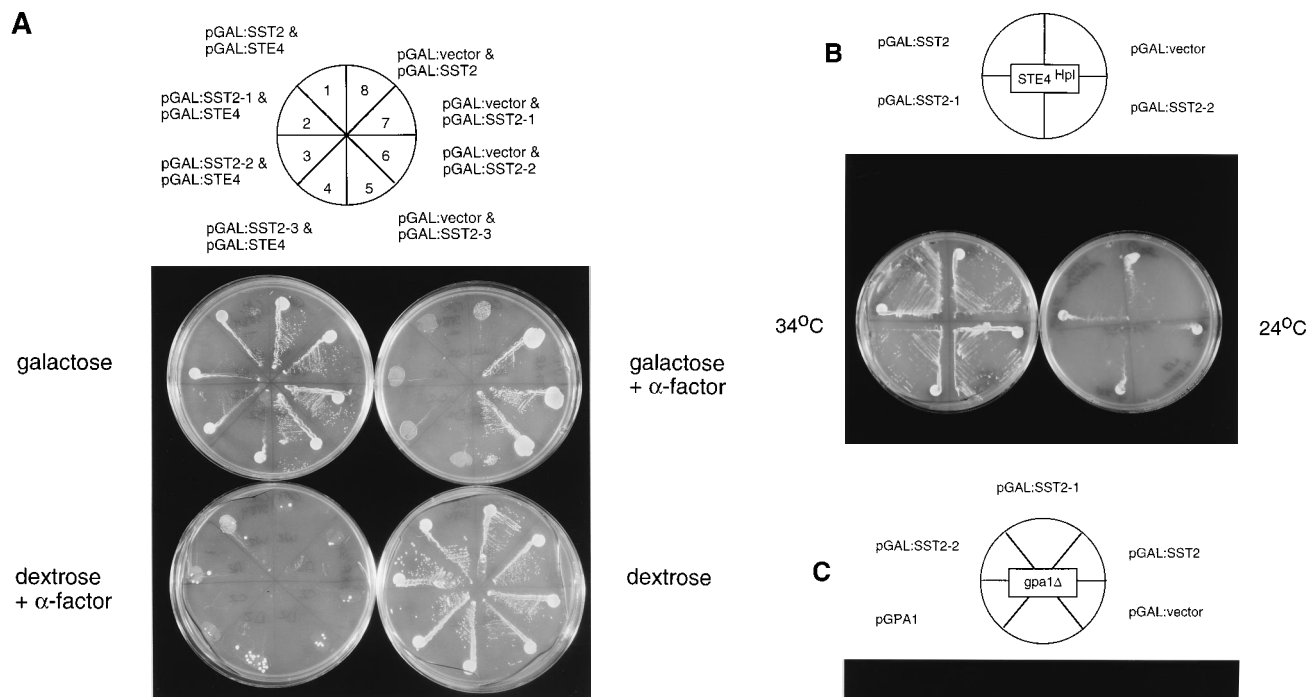 A
pGAL:SST2 &
pGAL:STE4
pGAL:vector &
pGAL:SST2
pGAL:SST2-1 &
pGAL:STE4
pGAL:vector &
pGAL:SST2-1
pGAL:SST2-2 &
pGAL:STE4
pGAL:vector &
pGAL:SST2-2
pGAL:SST2-3 &
pGAL:STE4
pGAL:vector &
pGAL:SST2-3
1 8
2 7
3 6
4 5
galactose
galactose
+ α-factor
dextrose
+ α-factor
dextrose
B
pGAL:SST2
pGAL:vector
STE4 Hpl
pGAL:SST2-1
pGAL:SST2-2
34°C
24°C
C
pGAL:SST2-1
pGAL:SST2-2
pGAL:SST2
gpa1Δ
pGPA1
pGAL:vector